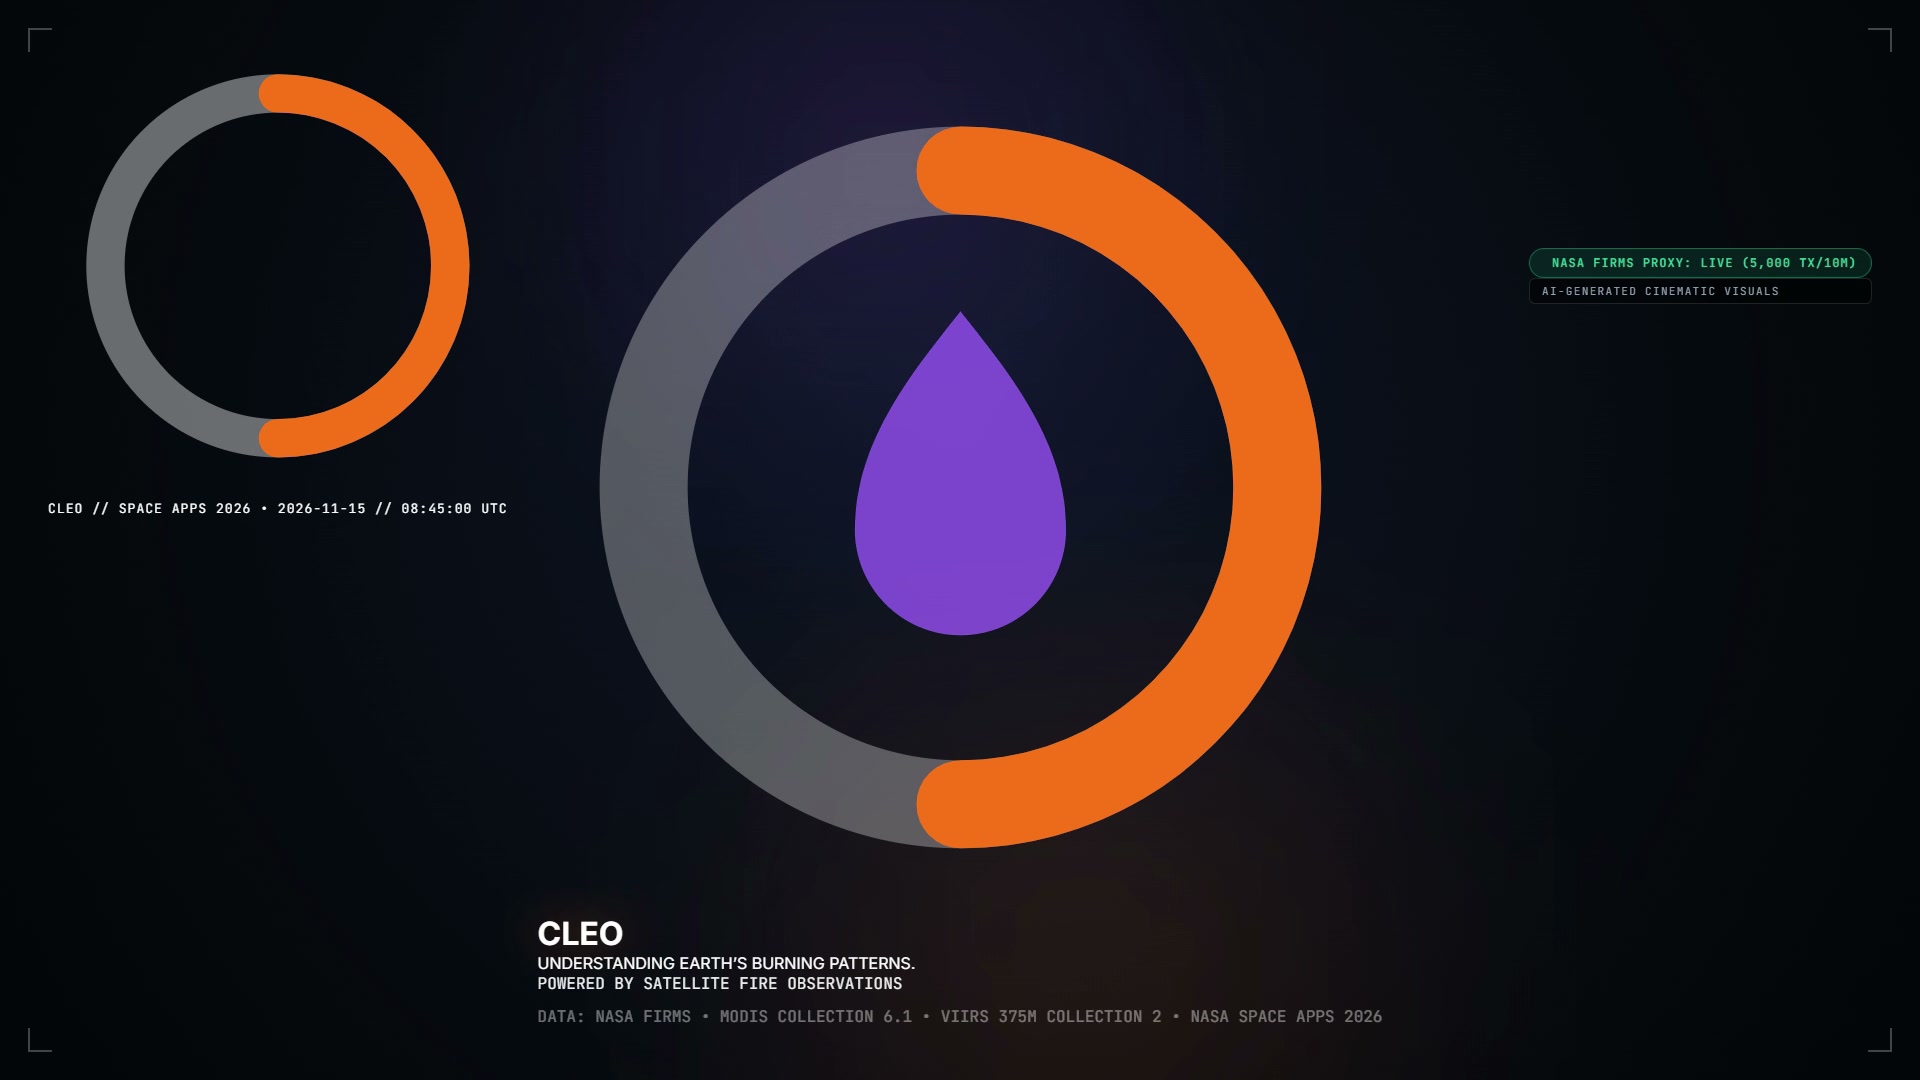 NASA FIRMS PROXY: LIVE (5,000 TX/10M)
AI-GENERATED CINEMATIC VISUALS
CLEO // SPACE APPS 2026 • 2026-11-15 // 08:45:00 UTC
CLEO
UNDERSTANDING EARTH’S BURNING PATTERNS.
POWERED BY SATELLITE FIRE OBSERVATIONS
DATA: NASA FIRMS • MODIS COLLECTION 6.1 • VIIRS 375M COLLECTION 2 • NASA SPACE APPS 2026